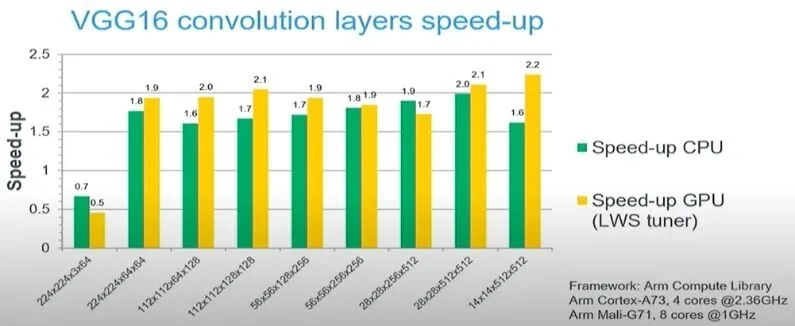 VGG16 convolution layers speed-up
Speed-up
2.5
2
1.5
1
0.5
0
0.7
0.5
1.8
1.9
1.6
2.0
1.7
2.1
1.7
1.9
1.8
1.9
1.9
1.7
2.0
2.1
1.6
2.2
224x224x3x64
224x224x64x64
112x112x64x128
112x112x128x128
56x56x128x256
56x56x256x256
28x28x256x512
28x28x512x512
14x14x512x512
Speed-up CPU
Speed-up GPU
(LWS tuner)
Framework: Arm Compute Library
Arm Cortex-A73, 4 cores @2.36GHz
Arm Mali-G71, 8 cores @1GHz